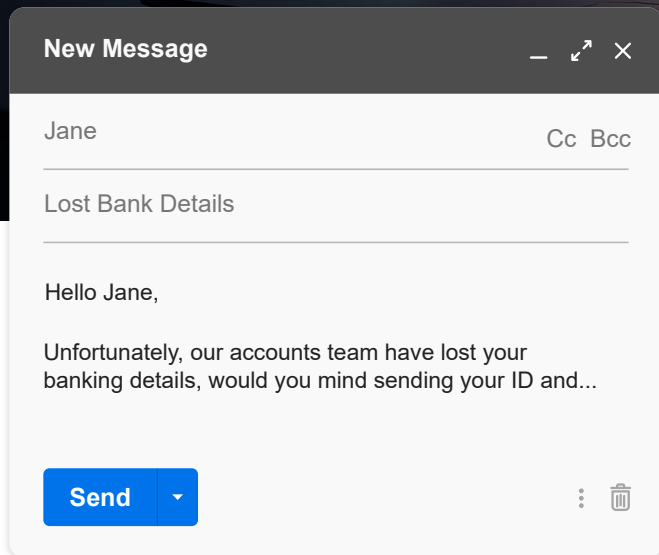 New Message
Jane
Cc Bcc
Lost Bank Details
Hello Jane,
Unfortunately, our accounts team have lost your
banking details, would you mind sending your ID and...
Send